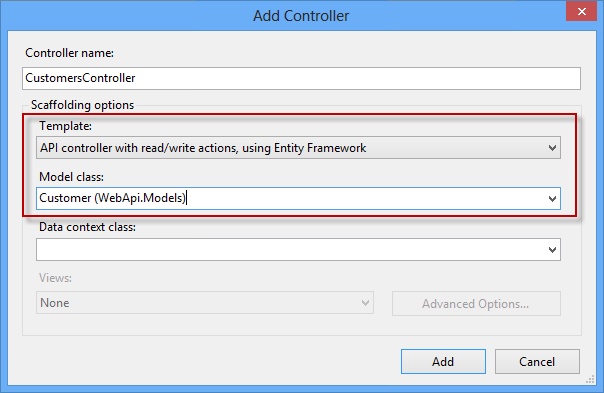 Add Controller
Controller name:
CustomersController
Scaffolding options
Template:
API controller with read/write actions, using Entity Framework
Model class:
Customer (WebApi.Models)
Data context class:
Views:
None
Advanced Options...
Add
Cancel